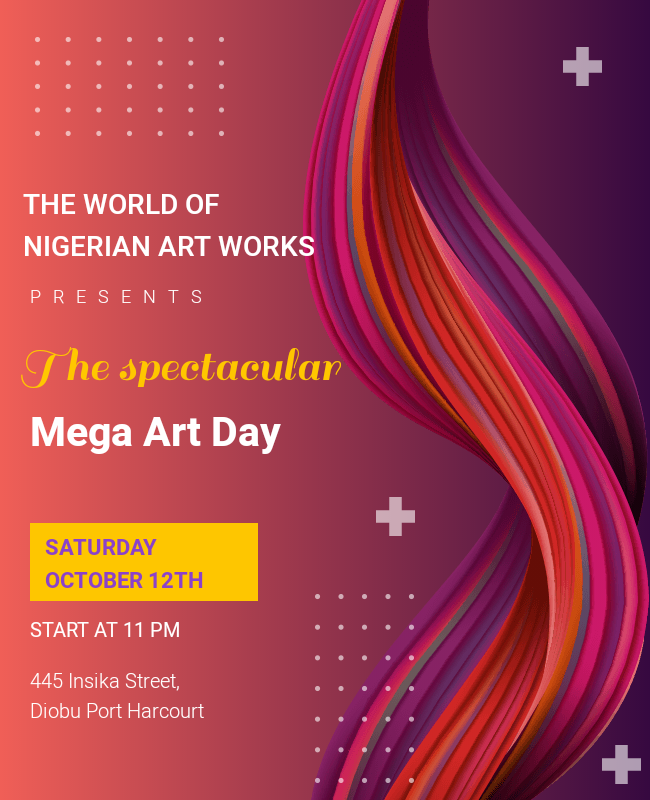 THE WORLD OF
NIGERIAN ART WORKS
PRESENTS
The spectacular
Mega Art Day
SATURDAY
OCTOBER 12TH
START AT 11 PM
445 Insika Street,
Diobu Port Harcourt